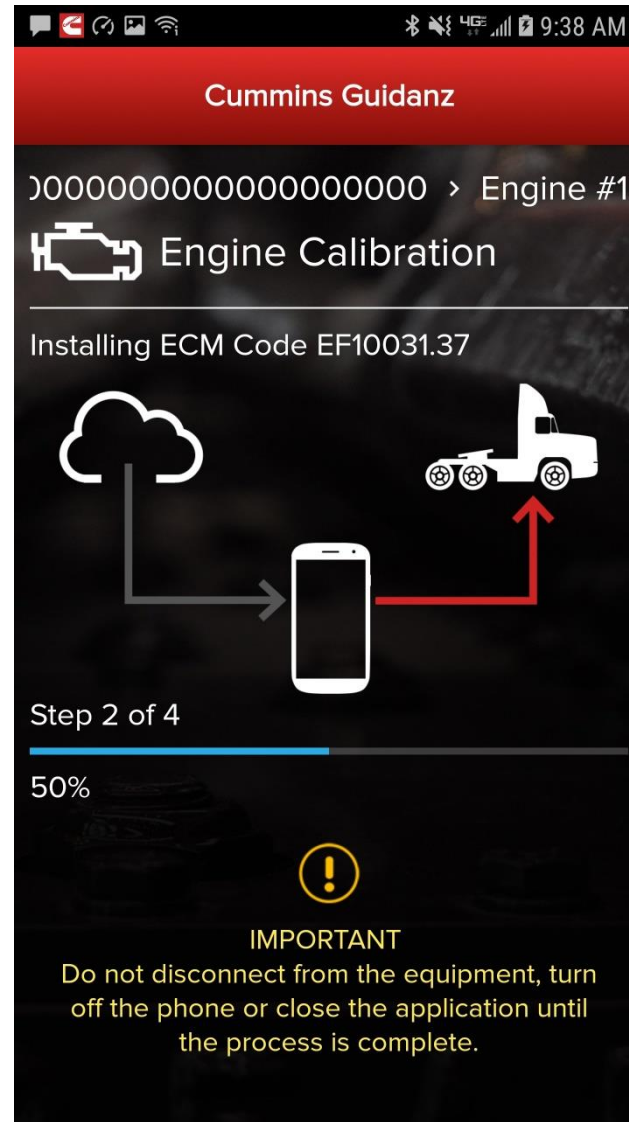 4GE 9:38 AM
Cummins Guidanz
00000000000000000000 > Engine #1
Engine Calibration
Installing ECM Code EF10031.37
Step 2 of 4
50%
IMPORTANT
Do not disconnect from the equipment, turn
off the phone or close the application until
the process is complete.